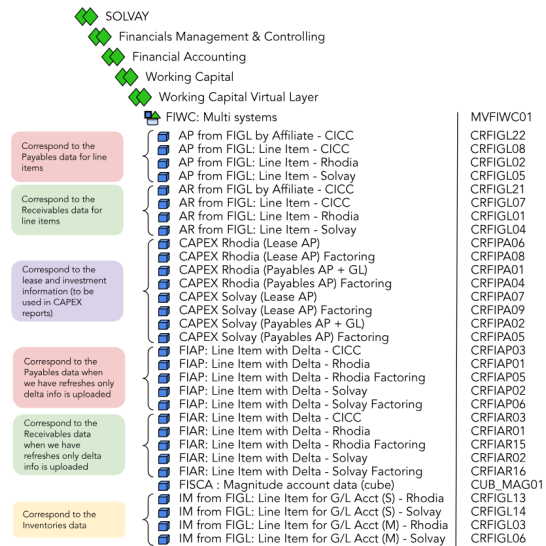 SOLVAY
Financials Management & Controlling
Financial Accounting
Working Capital
Working Capital Virtual Layer
FIWC: Multi systems MVFIWC01
Correspond to the
Payables data for line
items
AP from FIGL by Affiliate - CICC CRFIGL22
AP from FIGL: Line Item - CICC CRFIGL08
AP from FIGL: Line Item - Rhodia CRFIGL02
AP from FIGL: Line Item - Solvay CRFIGL05
Correspond to the
Receivables data for
line items
AR from FIGL by Affiliate - CICC CRFIGL21
AR from FIGL: Line Item - CICC CRFIGL07
AR from FIGL: Line Item - Rhodia CRFIGL01
AR from FIGL: Line Item - Solvay CRFIGL04
Correspond to the
lease and investment
information (to be
used in CAPEX
reports)
CAPEX Rhodia (Lease AP) CRFIPA06
CAPEX Rhodia (Lease AP) Factoring CRFIPA08
CAPEX Rhodia (Payables AP + GL) CRFIPA01
CAPEX Rhodia (Payables AP) Factoring CRFIPA04
CAPEX Solvay (Lease AP) CRFIPA07
CAPEX Solvay (Lease AP) Factoring CRFIPA09
CAPEX Solvay (Payables AP + GL) CRFIPA02
CAPEX Solvay (Payables AP) Factoring CRFIPA05
Correspond to the
Payables data when
we have refreshes only
delta info is uploaded
FIAP: Line Item with Delta - CICC CRFIAP03
FIAP: Line Item with Delta - Rhodia CRFIAP01
FIAP: Line Item with Delta - Rhodia Factoring CRFIAP05
FIAP: Line Item with Delta - Solvay CRFIAP02
FIAP: Line Item with Delta - Solvay Factoring CRFIAP06
Correspond to the
Receivables data
when we have
refreshes only delta
info is uploaded
FIAR: Line Item with Delta - CICC CRFIAR03
FIAR: Line Item with Delta - Rhodia CRFIAR01
FIAR: Line Item with Delta - Rhodia Factoring CRFIAR15
FIAR: Line Item with Delta - Solvay CRFIAR02
FIAR: Line Item with Delta - Solvay Factoring CRFIAR16
FISCA : Magnitude account data (cube) CUB_MAG01
Correspond to the
Inventories data
IM from FIGL: Line Item for G/L Acct (S) - Rhodia CRFIGL13
IM from FIGL: Line Item for G/L Acct (S) - Solvay CRFIGL14
IM from FIGL: Line Item for G/L Acct (M) - Rhodia CRFIGL03
IM from FIGL: Line Item for G/L Acct (M) - Solvay CRFIGL06